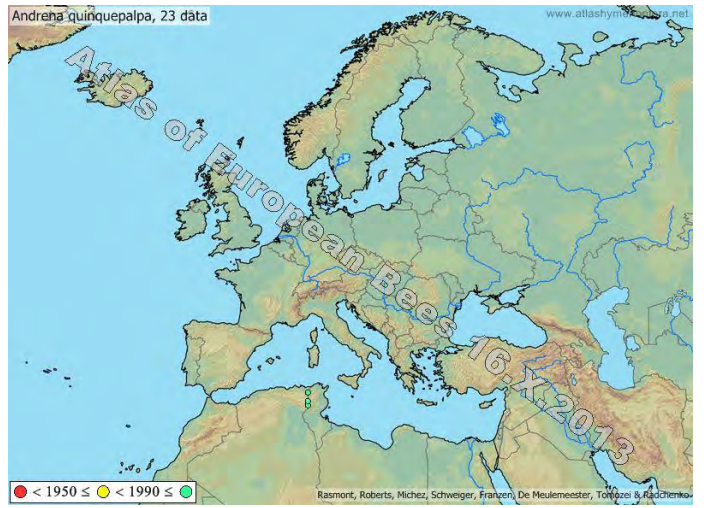 Andrena quinquepalpa, 23 data
www.atlashymenoptera.net
Atlas of European Bees 16.X.2013
< 1950 ≤ < 1990 ≤
Rasmont, Roberts, Michez, Schweiger, Franzen, De Meulemeester, Tomozei & Radchenko